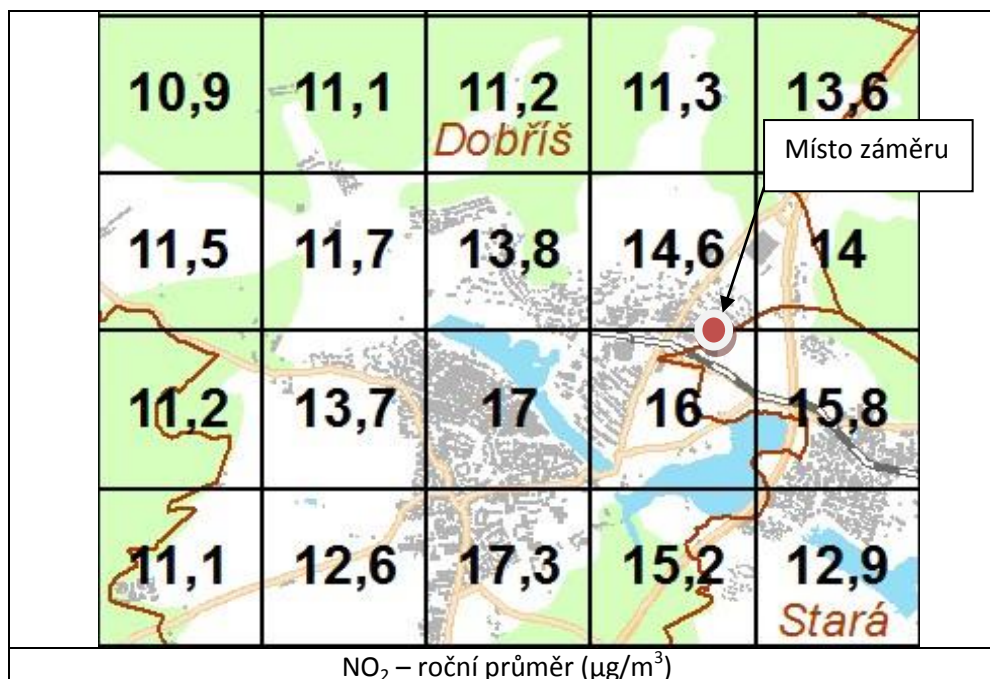 10,9 11,1 11,2 11,3 13,6
Dobříš
Místo záměru
11,5 11,7 13,8 14,6 14
11,2 13,7 17 16 15,8
11,1 12,6 17,3 15,2 12,9
Stará
NO₂ – roční průměr (μg/m³)